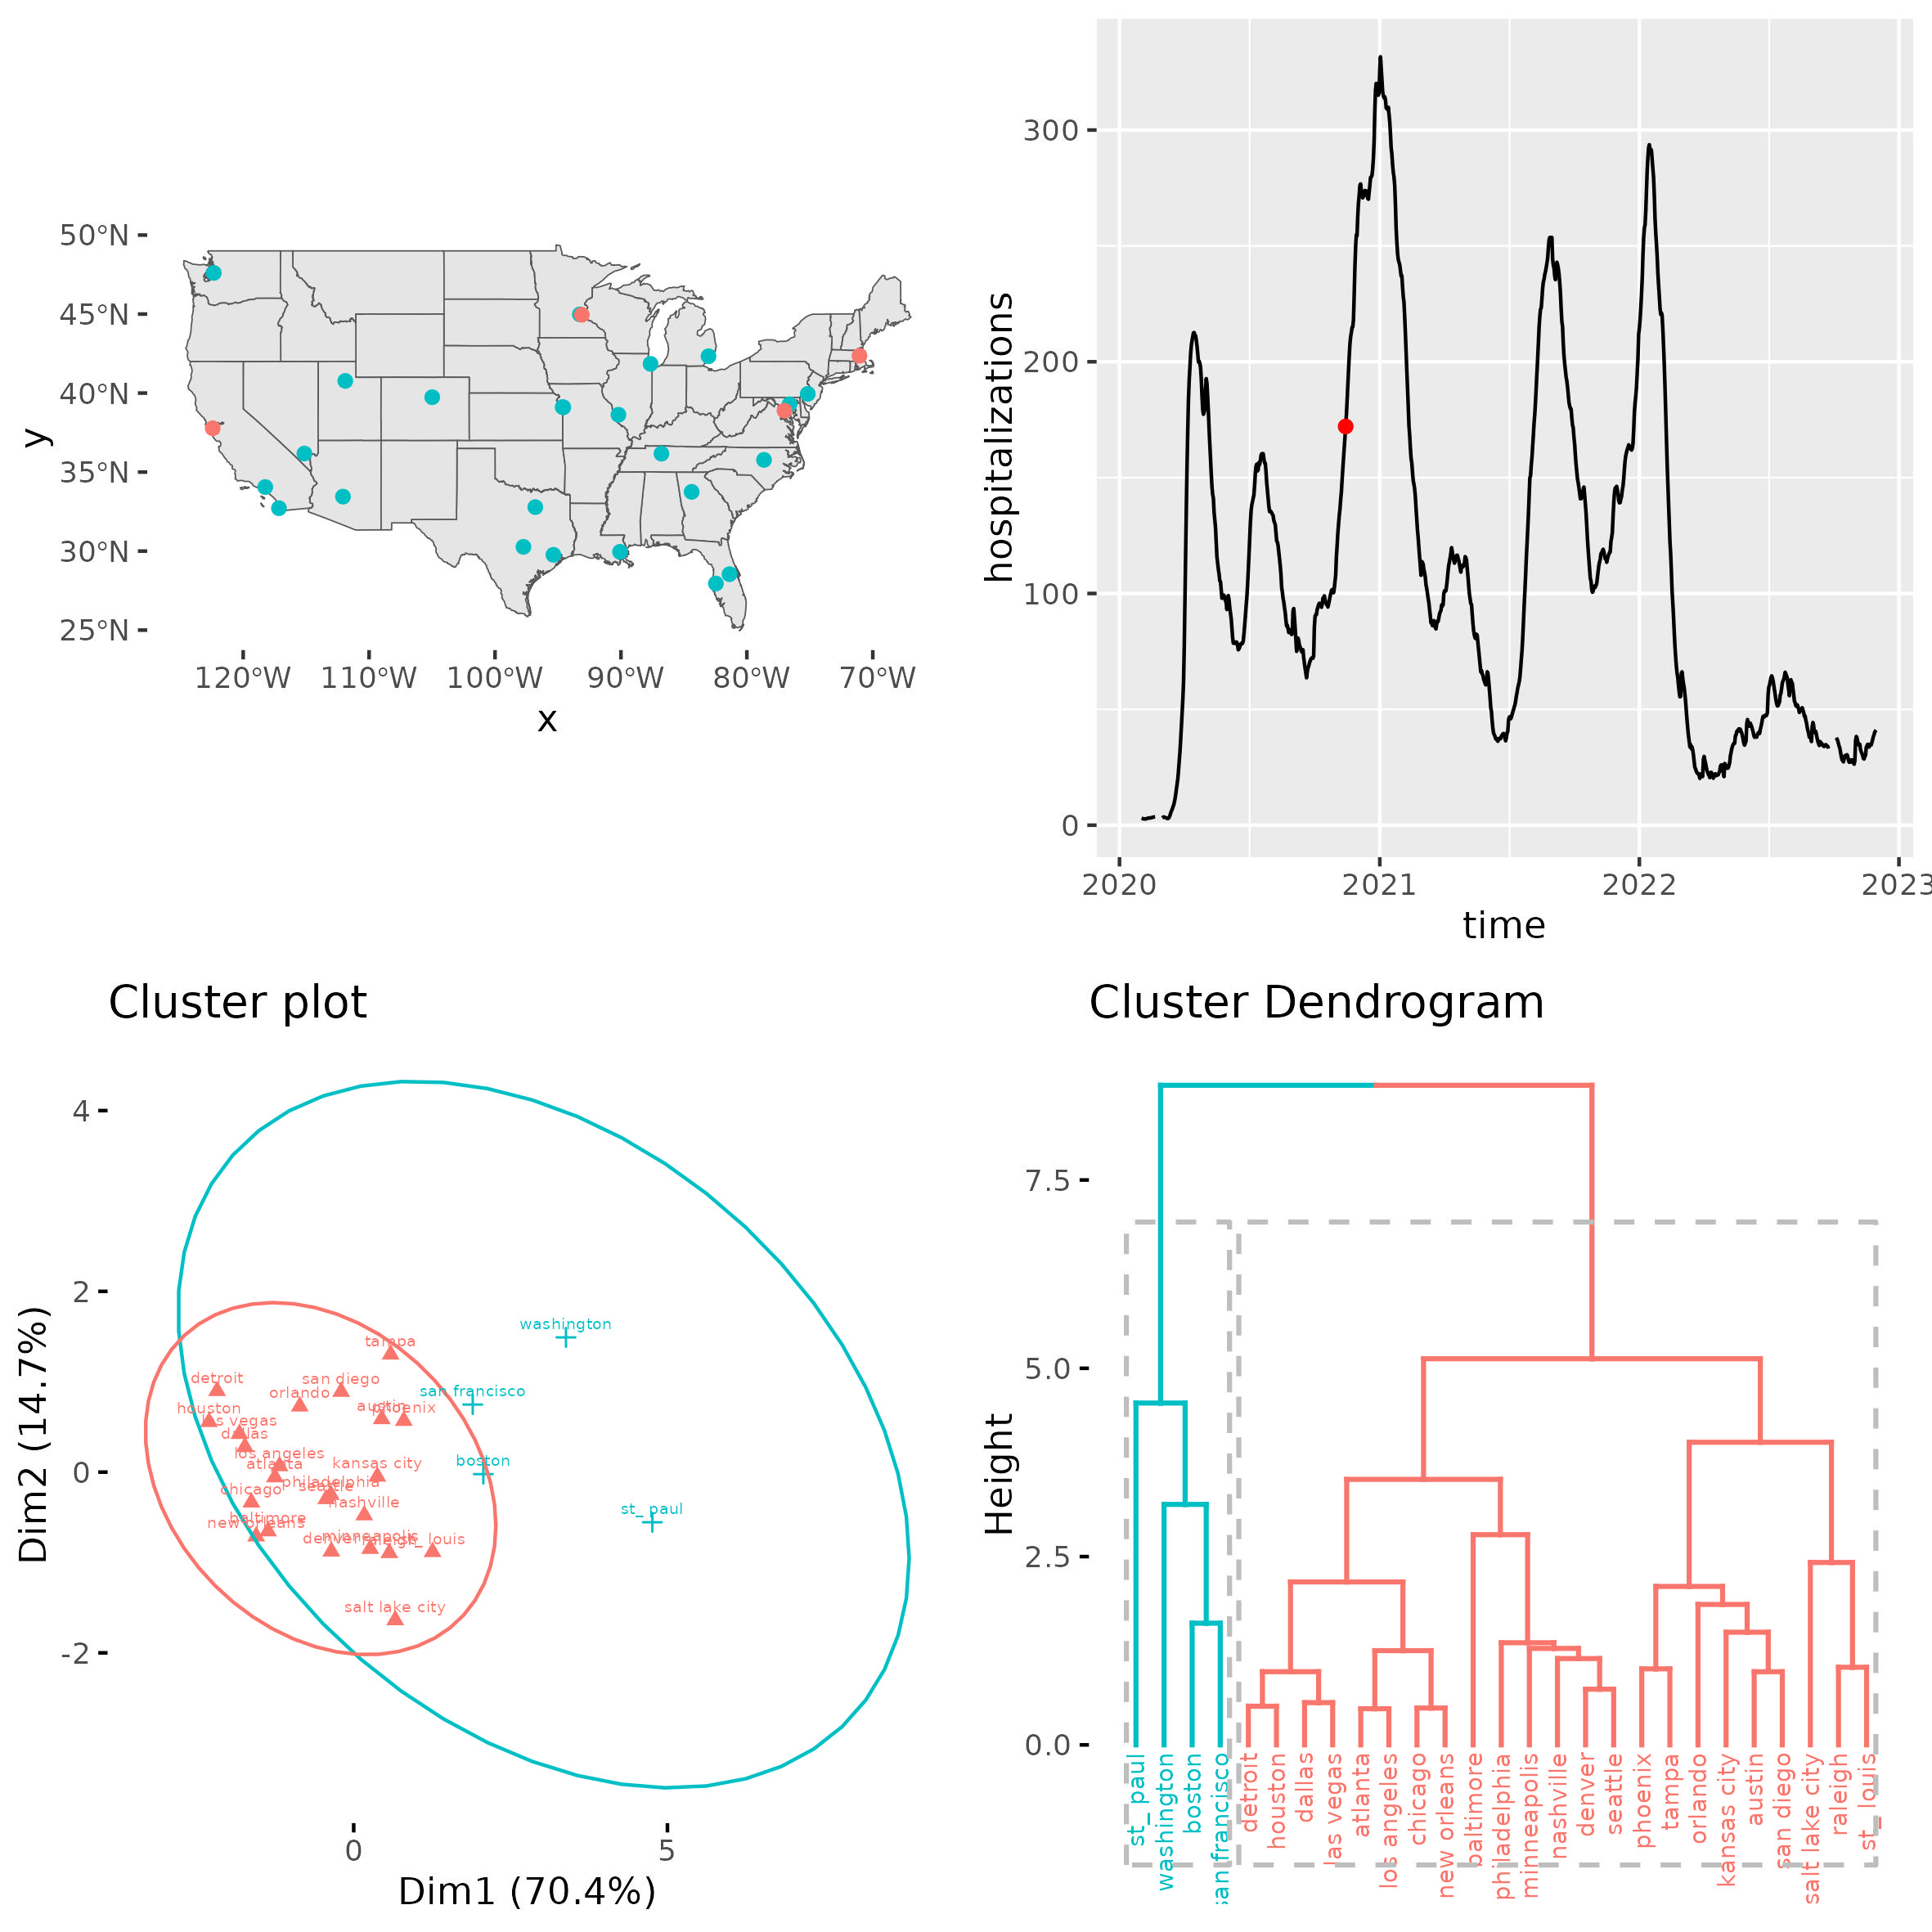 50°N
45°N
40°N
35°N
30°N
25°N
y
120°W 110°W 100°W 90°W 80°W 70°W
x
300
200
100
0
hospitalizations
2020 2021 2022 2023
time
Cluster plot
4
2
0
-2
Dim2 (14.7%)
washington
tampa
detroit
san diego
san francisco
orlando
houston
austin
phoenix
las vegas
dallas
los angeles
boston
atlanta
kansas city
philadelphia
seattle
chicago
nashville
st_paul
baltimore
new orleans
denver
minneapolis
raleigh
st_louis
salt lake city
0 5
Dim1 (70.4%)
Cluster Dendrogram
7.5
5.0
2.5
0.0
Height
st_paul
washington
boston
san francisco
detroit
houston
dallas
las vegas
atlanta
los angeles
chicago
new orleans
baltimore
philadelphia
minneapolis
nashville
denver
seattle
phoenix
tampa
orlando
kansas city
austin
san diego
salt lake city
raleigh
st_louis